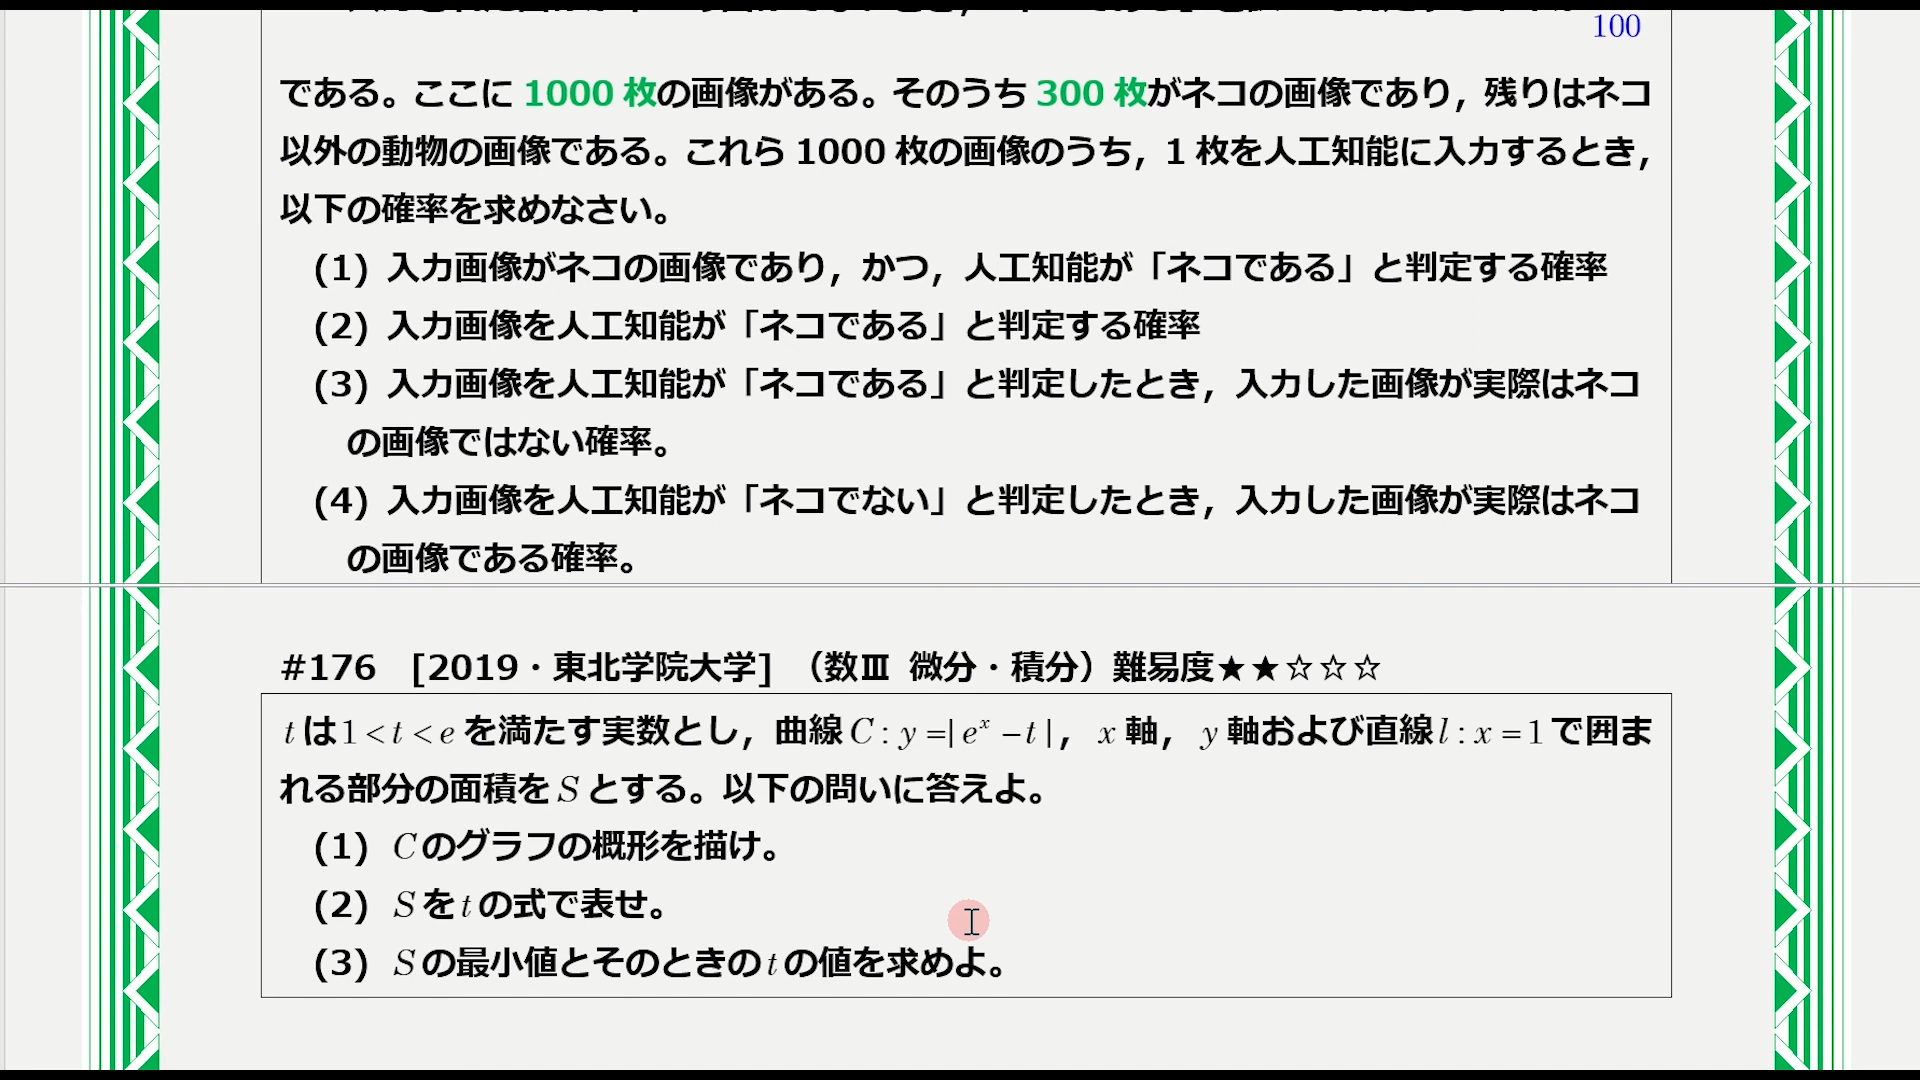 100
である。ここに 1000 枚の画像がある。そのうち 300 枚がネコの画像であり，残りはネコ
以外の動物の画像である。これら 1000 枚の画像のうち，1 枚を人工知能に入力するとき，
以下の確率を求めなさい。
(1) 入力画像がネコの画像であり，かつ，人工知能が「ネコである」と判定する確率
(2) 入力画像を人工知能が「ネコである」と判定する確率
(3) 入力画像を人工知能が「ネコである」と判定したとき，入力した画像が実際はネコ
の画像ではない確率。
(4) 入力画像を人工知能が「ネコでない」と判定したとき，入力した画像が実際はネコ
の画像である確率。
#176 [2019・東北学院大学] （数Ⅲ 微分・積分）難易度★★☆☆☆
t は 1 < t < e を満たす実数とし，曲線 C : y =| e^x − t |， x 軸， y 軸および直線 l : x = 1 で囲ま
れる部分の面積を S とする。以下の問いに答えよ。
(1) C のグラフの概形を描け。
(2) S を t の式で表せ。
(3) S の最小値とそのときの t の値を求めよ。